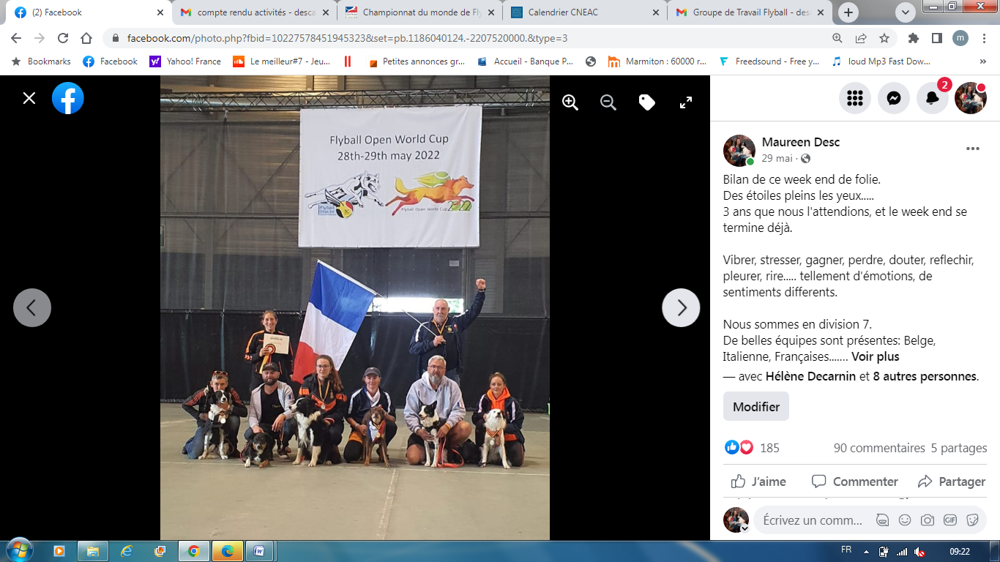 (2) Facebook
compte rendu activités - desca
Championnat du monde de Fly
Calendrier CNEAC
Groupe de Travail Flyball - des
facebook.com/photo.php?fbid=10227578451945323&set=pb.1186040124.-2207520000.&type=3
m
Bookmarks
Facebook
Yahoo! France
Le meilleur#7 - Jeu...
Petites annonces gr...
Accueil - Banque P...
Marmiton : 60000 r...
Freedsound - Free y...
loud Mp3 Fast Dow...
»
Flyball Open World Cup
28th-29th may 2022
Flyball Open World Cup
2
Maureen Desc
29 mai ·
Bilan de ce week end de folie.
Des étoiles pleins les yeux.....
3 ans que nous l'attendions, et le week end se
termine déjà.
Vibrer, stresser, gagner, perdre, douter, reflechir,
pleurer, rire..... tellement d'émotions, de
sentiments differents.
Nous sommes en division 7.
De belles équipes sont présentes: Belge,
Italienne, Françaises....... Voir plus
— avec Hélène Decarnin et 8 autres personnes.
Modifier
185
90 commentaires 5 partages
J'aime
Commenter
Partager
Écrivez un comm...
GIF
FR
09:22